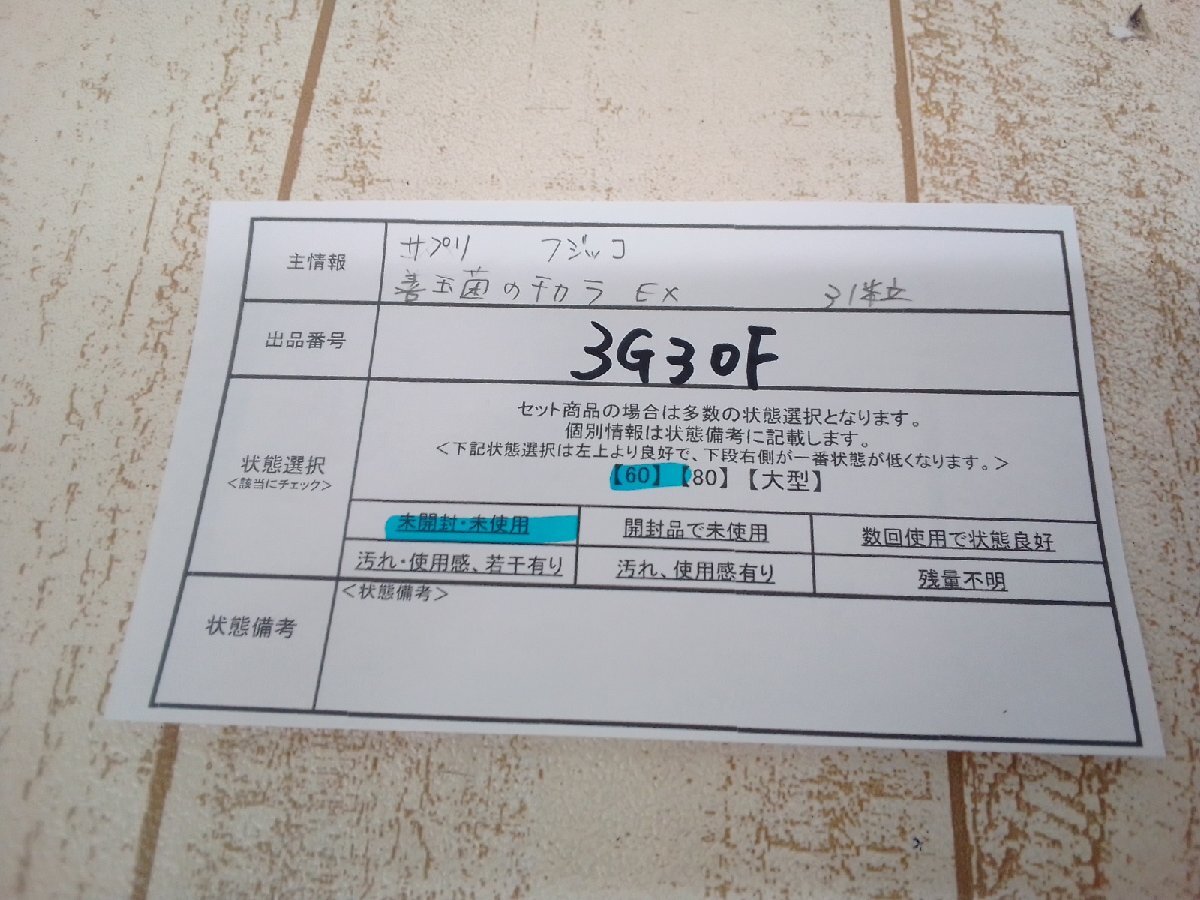 主情報
サプリ フジッコ
善玉菌のチカラ EX 31粒
出品番号
3G30F
状態選択
<該当にチェック>
セット商品の場合は多数の状態選択となります。
個別情報は状態備考に記載します。
<下記状態選択は左上より良好で、下段右側が一番状態が低くなります。>
【60】【80】【大型】
未開封・未使用 開封品で未使用 数回使用で状態良好
汚れ・使用感、若干有り 汚れ、使用感有り 残量不明
状態備考
<状態備考>